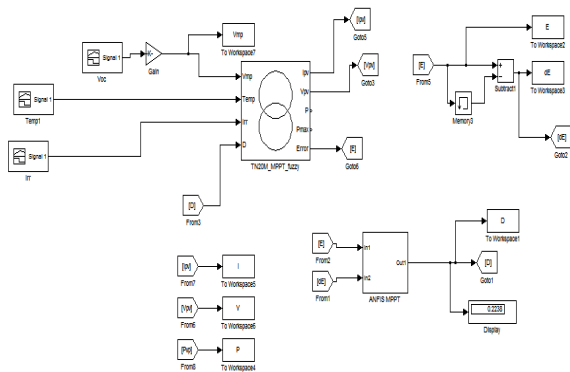 Signal 1
Voc
K-
Gain
Vmp
To Workspace7
[Ipv]
Goto5
[Vpv]
Goto3
Signal 1
Temp1
Signal 1
Irr
Vmp
Temp
Irr
D
Ipv
Vpv
P
Pmax
Error
TN20M_MPPT_fuzzy
[E]
Goto6
[D]
From3
[E]
From5
Memory3
+
−
Subtract1
E
To Workspace2
dE
To Workspace3
[dE]
Goto2
[Ipv]
From7
I
To Workspace5
[Vpv]
From6
V
To Workspace6
From8
P
To Workspace4
[E]
From2
[dE]
From1
In1
In2
Out1
ANFIS MPPT
D
To Workspace1
[D]
Goto1
0.2238
Display